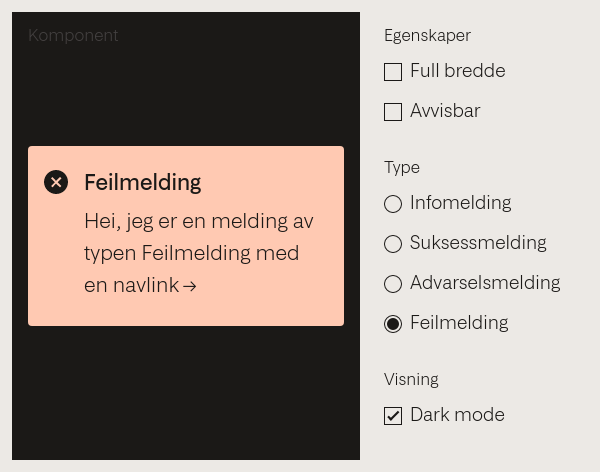 Komponent
Feilmelding
Hei, jeg er en melding av
typen Feilmelding med
en navlink→
Egenskaper
Full bredde
Avvisbar
Type
Infomelding
Suksessmelding
Advarselsmelding
Feilmelding
Visning
Dark mode